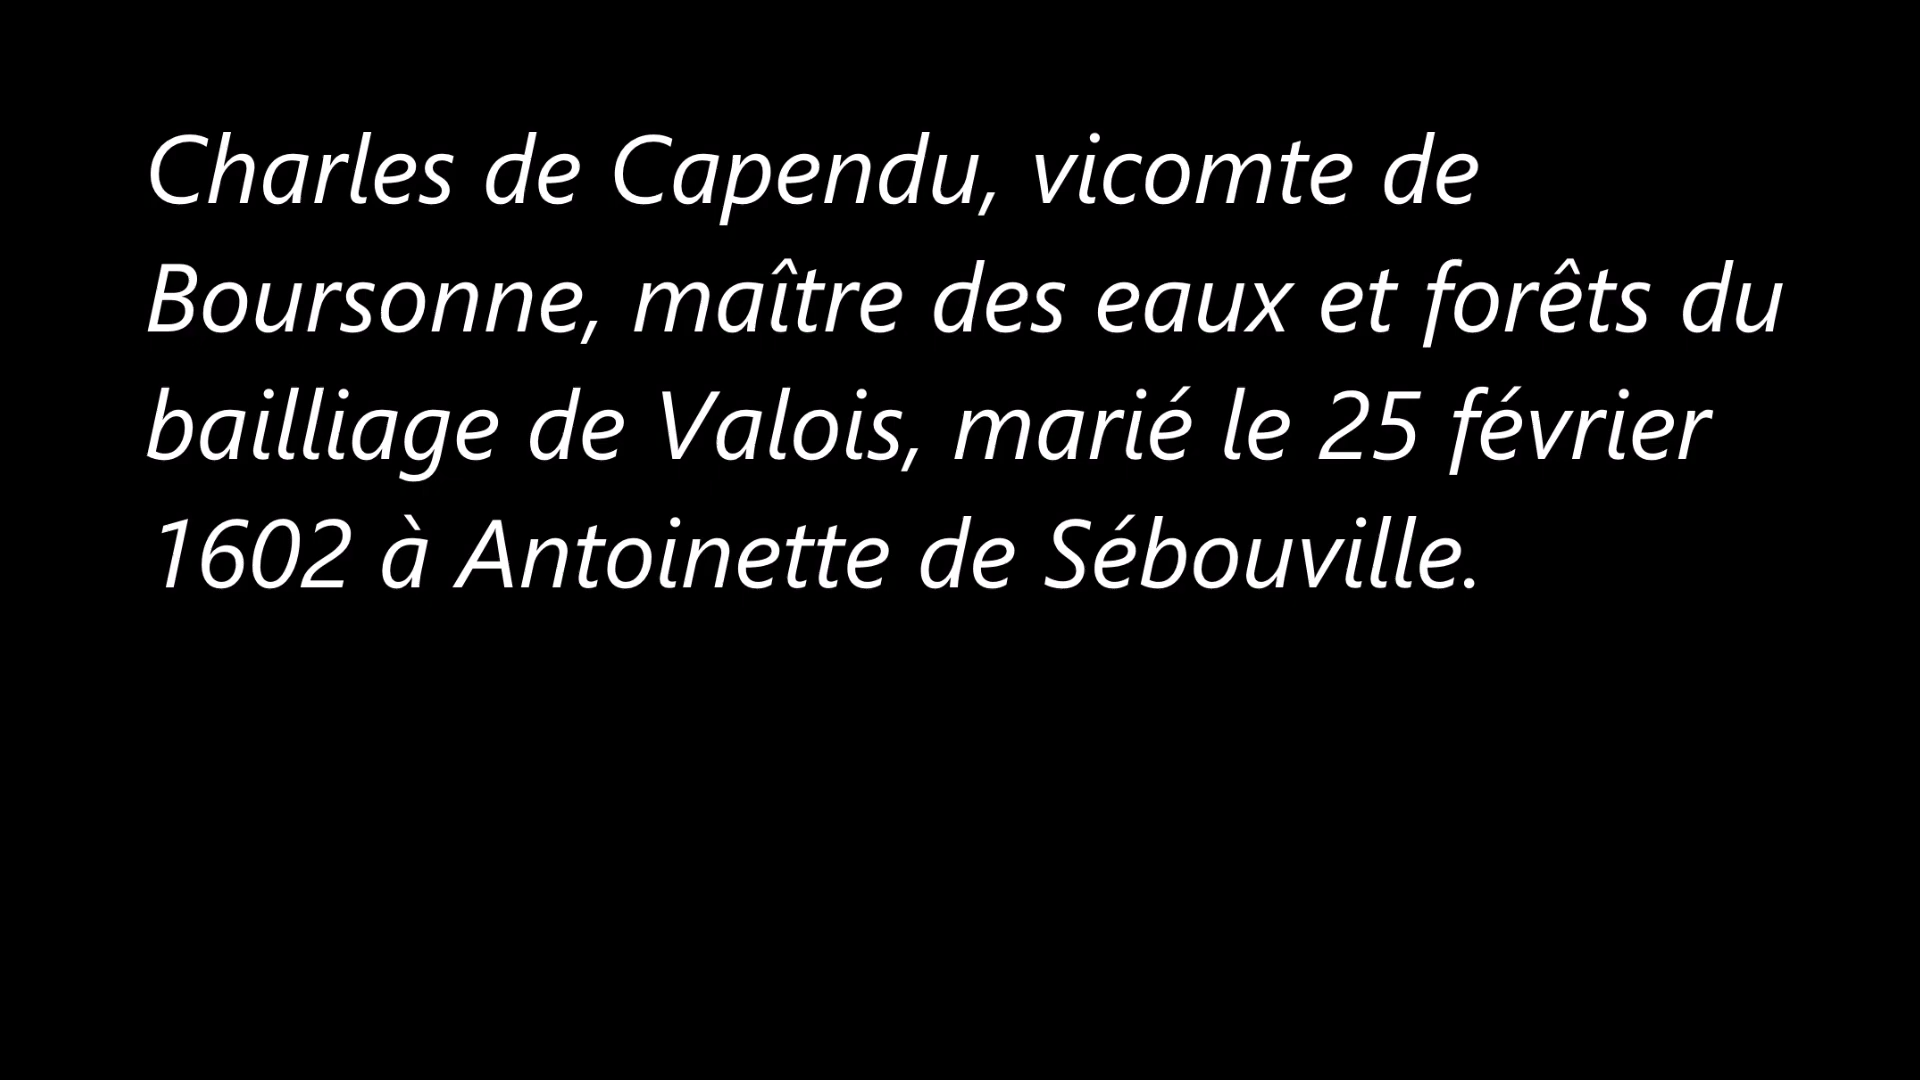 Charles de Capendu, vicomte de
Boursonne, maître des eaux et forêts du
bailliage de Valois, marié le 25 février
1602 à Antoinette de Sébouville.